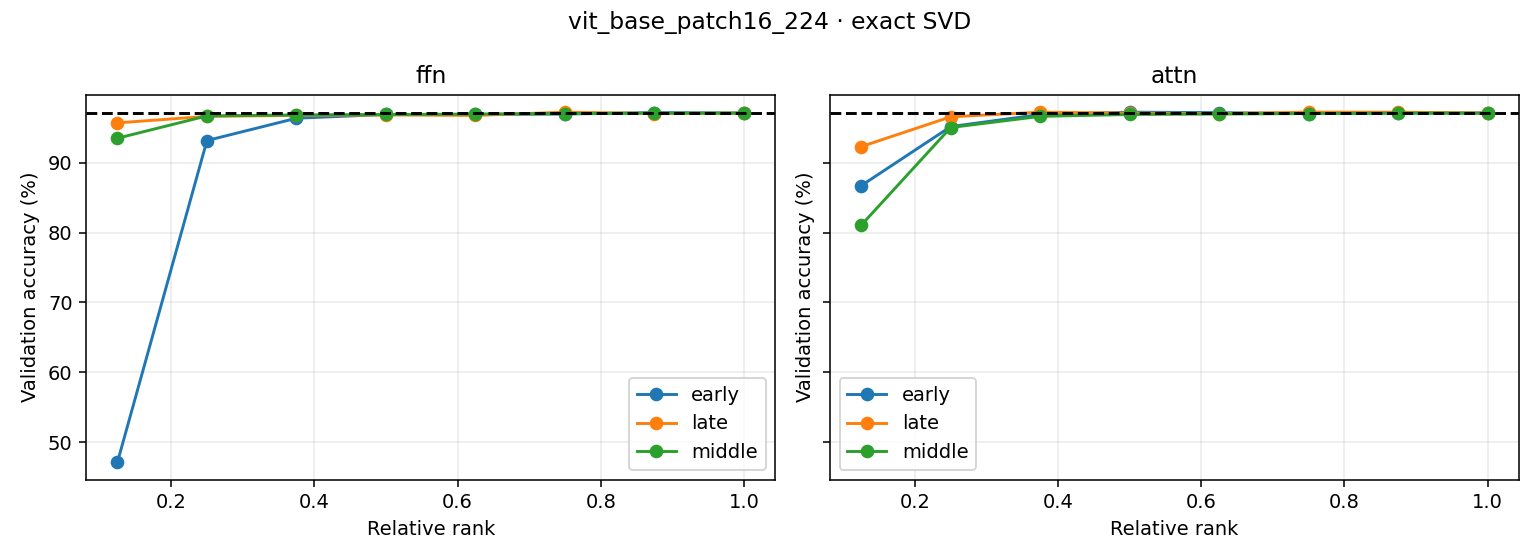 vit_base_patch16_224 · exact SVD
ffn
Validation accuracy (%)
90
80
70
60
50
0.2 0.4 0.6 0.8 1.0
Relative rank
early
late
middle
attn
Validation accuracy (%)
0.2 0.4 0.6 0.8 1.0
Relative rank
early
late
middle